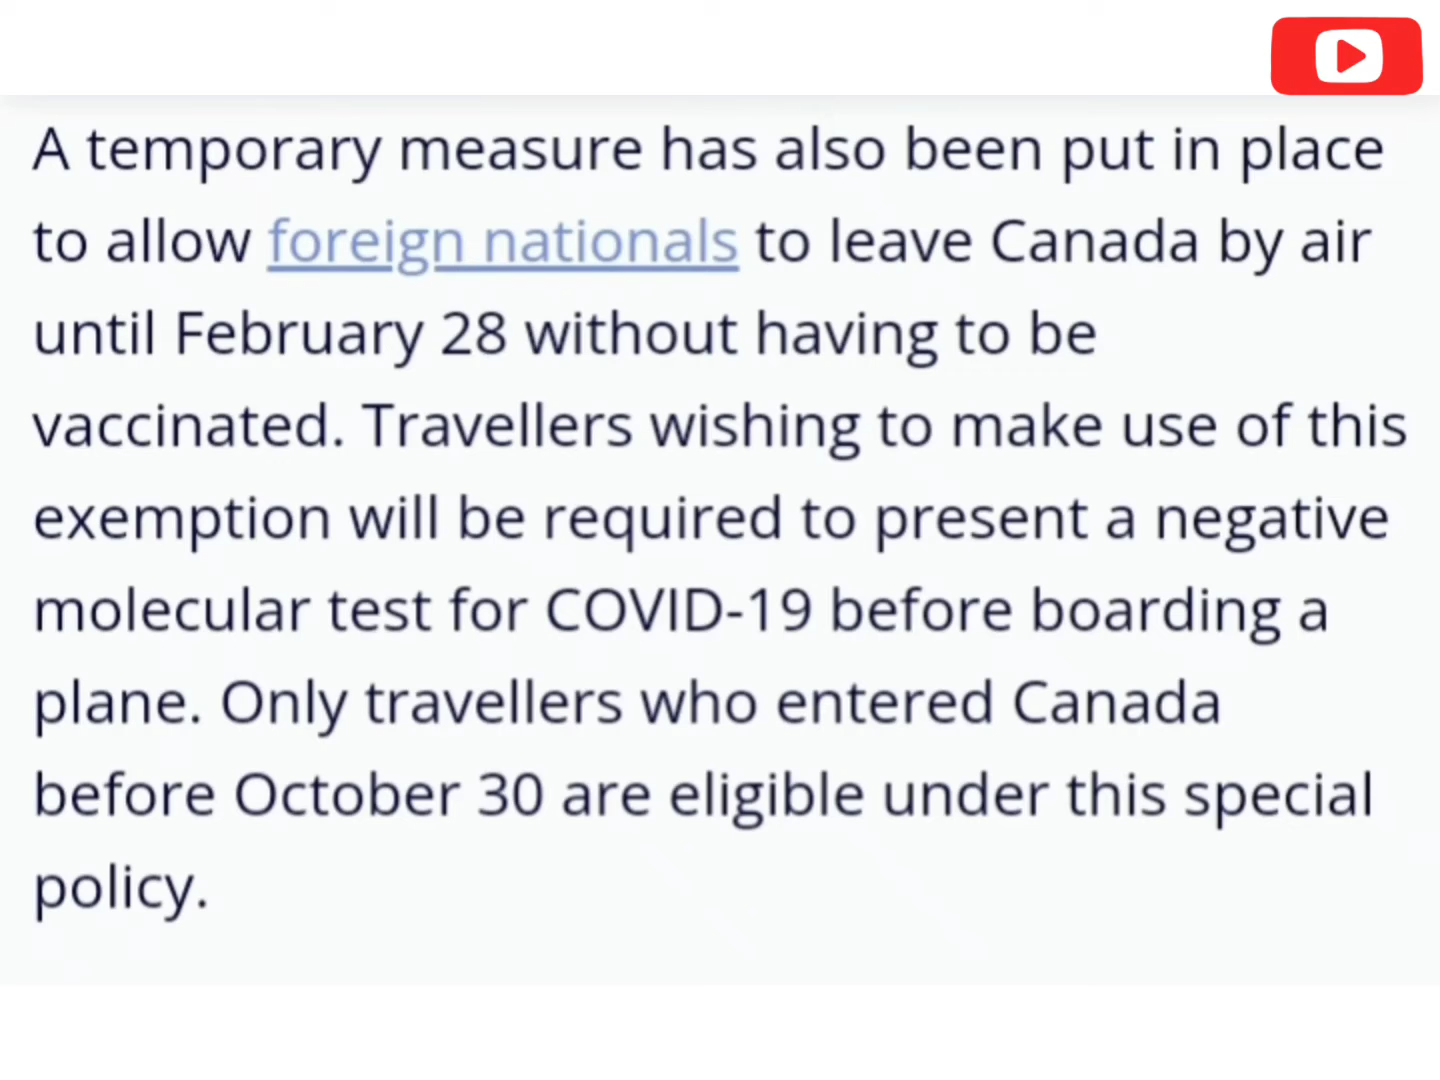 A temporary measure has also been put in place
to allow foreign nationals to leave Canada by air
until February 28 without having to be
vaccinated. Travellers wishing to make use of this
exemption will be required to present a negative
molecular test for COVID-19 before boarding a
plane. Only travellers who entered Canada
before October 30 are eligible under this special
policy.